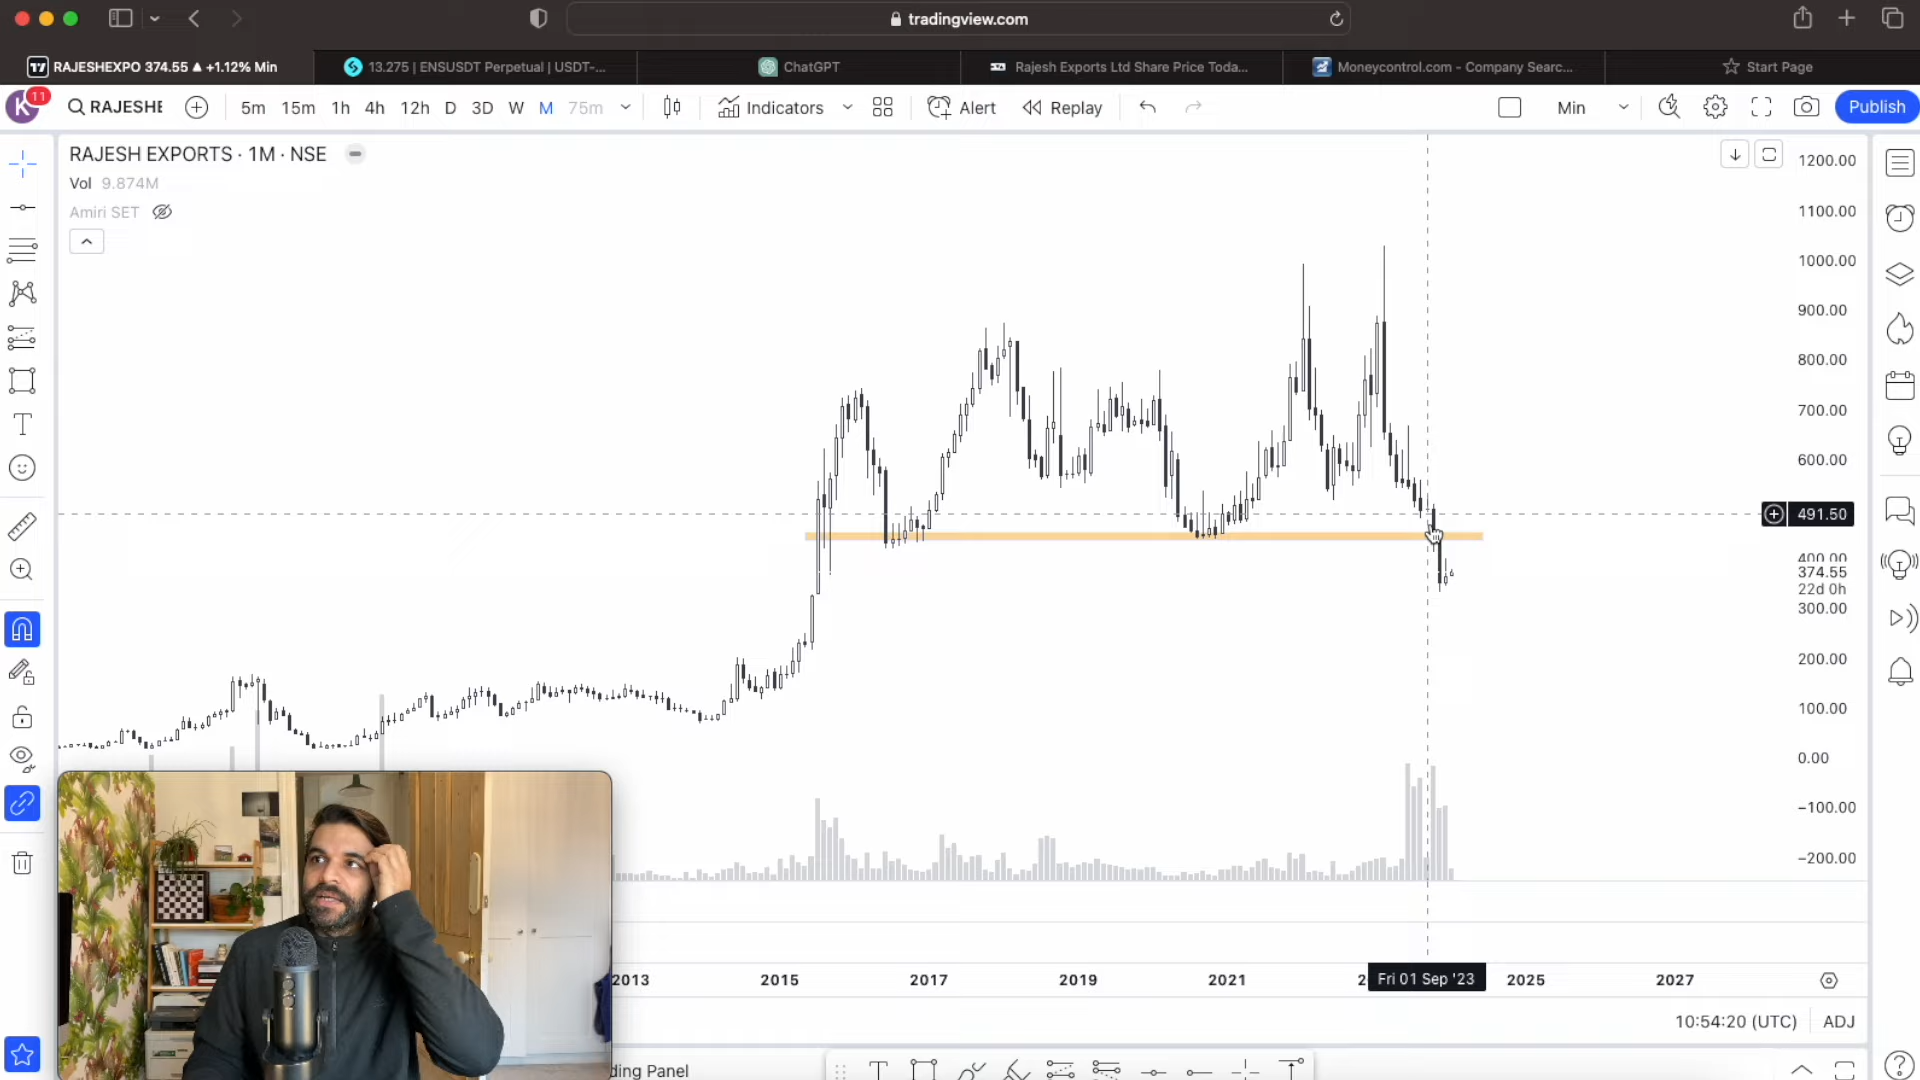 tradingview.com
RAJESHEXPO 374.55 ▲ +1.12% Min
13.275 | ENSUSDT Perpetual | USDT-...
ChatGPT
Rajesh Exports Ltd Share Price Toda...
Moneycontrol.com - Company Searc...
Start Page
K
11
RAJESHE
5m 15m 1h 4h 12h D 3D W M 75m
Indicators
Alert
Replay
Min
Publish
RAJESH EXPORTS · 1M · NSE
Vol 9.874M
Amiri SET
1200.00
1100.00
1000.00
900.00
800.00
700.00
600.00
491.50
400.00
374.55
22d 0h
300.00
200.00
100.00
0.00
−100.00
−200.00
2013 2015 2017 2019 2021 2 Fri 01 Sep '23 2025 2027
10:54:20 (UTC) ADJ
ding Panel